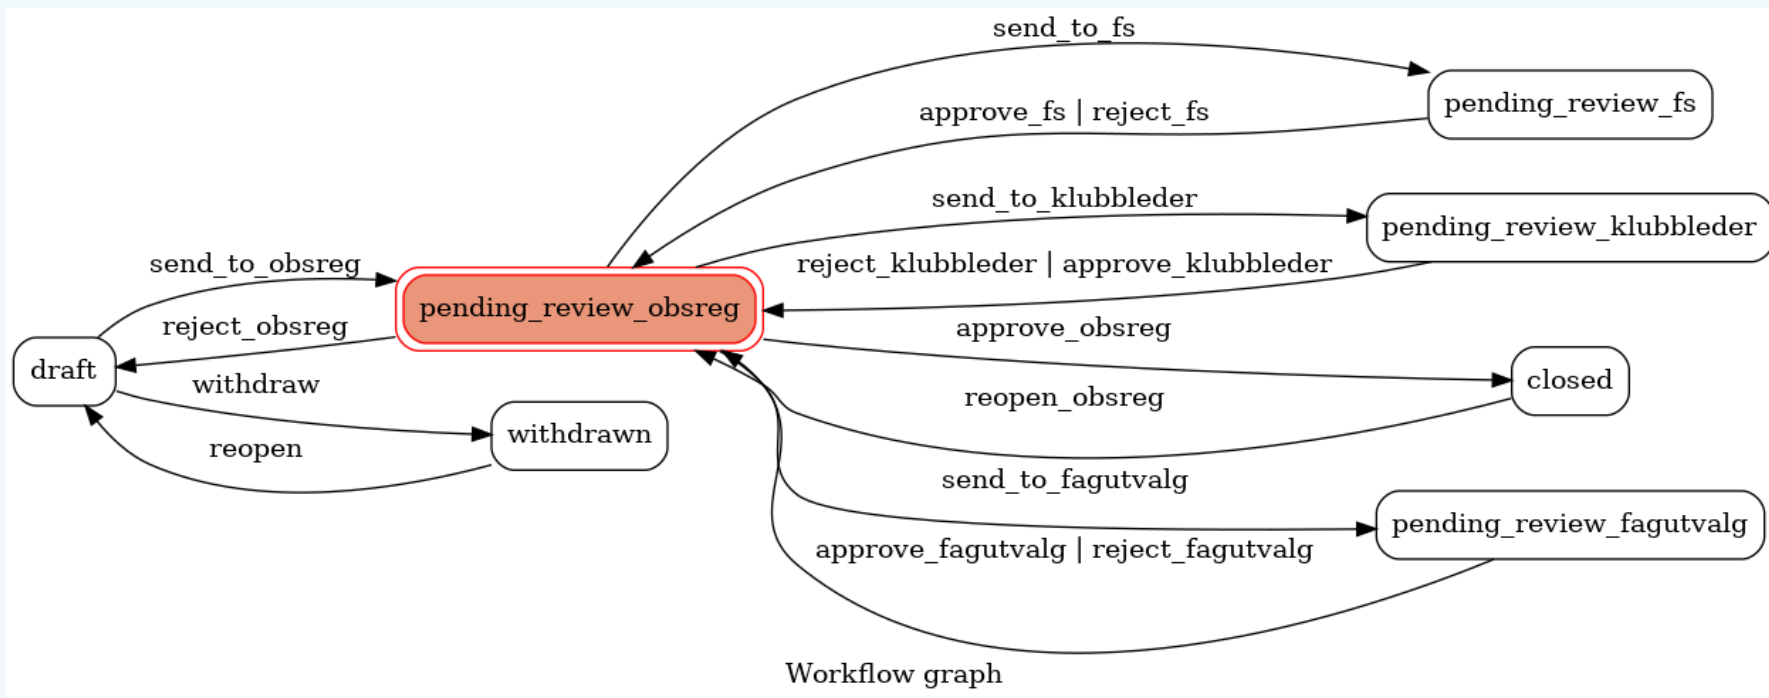 send_to_fs
pending_review_fs
approve_fs | reject_fs
send_to_klubbleder
pending_review_klubbleder
reject_klubbleder | approve_klubbleder
send_to_obsreg
pending_review_obsreg
reject_obsreg
approve_obsreg
draft
withdraw
closed
reopen_obsreg
withdrawn
reopen
send_to_fagutvalg
pending_review_fagutvalg
approve_fagutvalg | reject_fagutvalg
Workflow graph